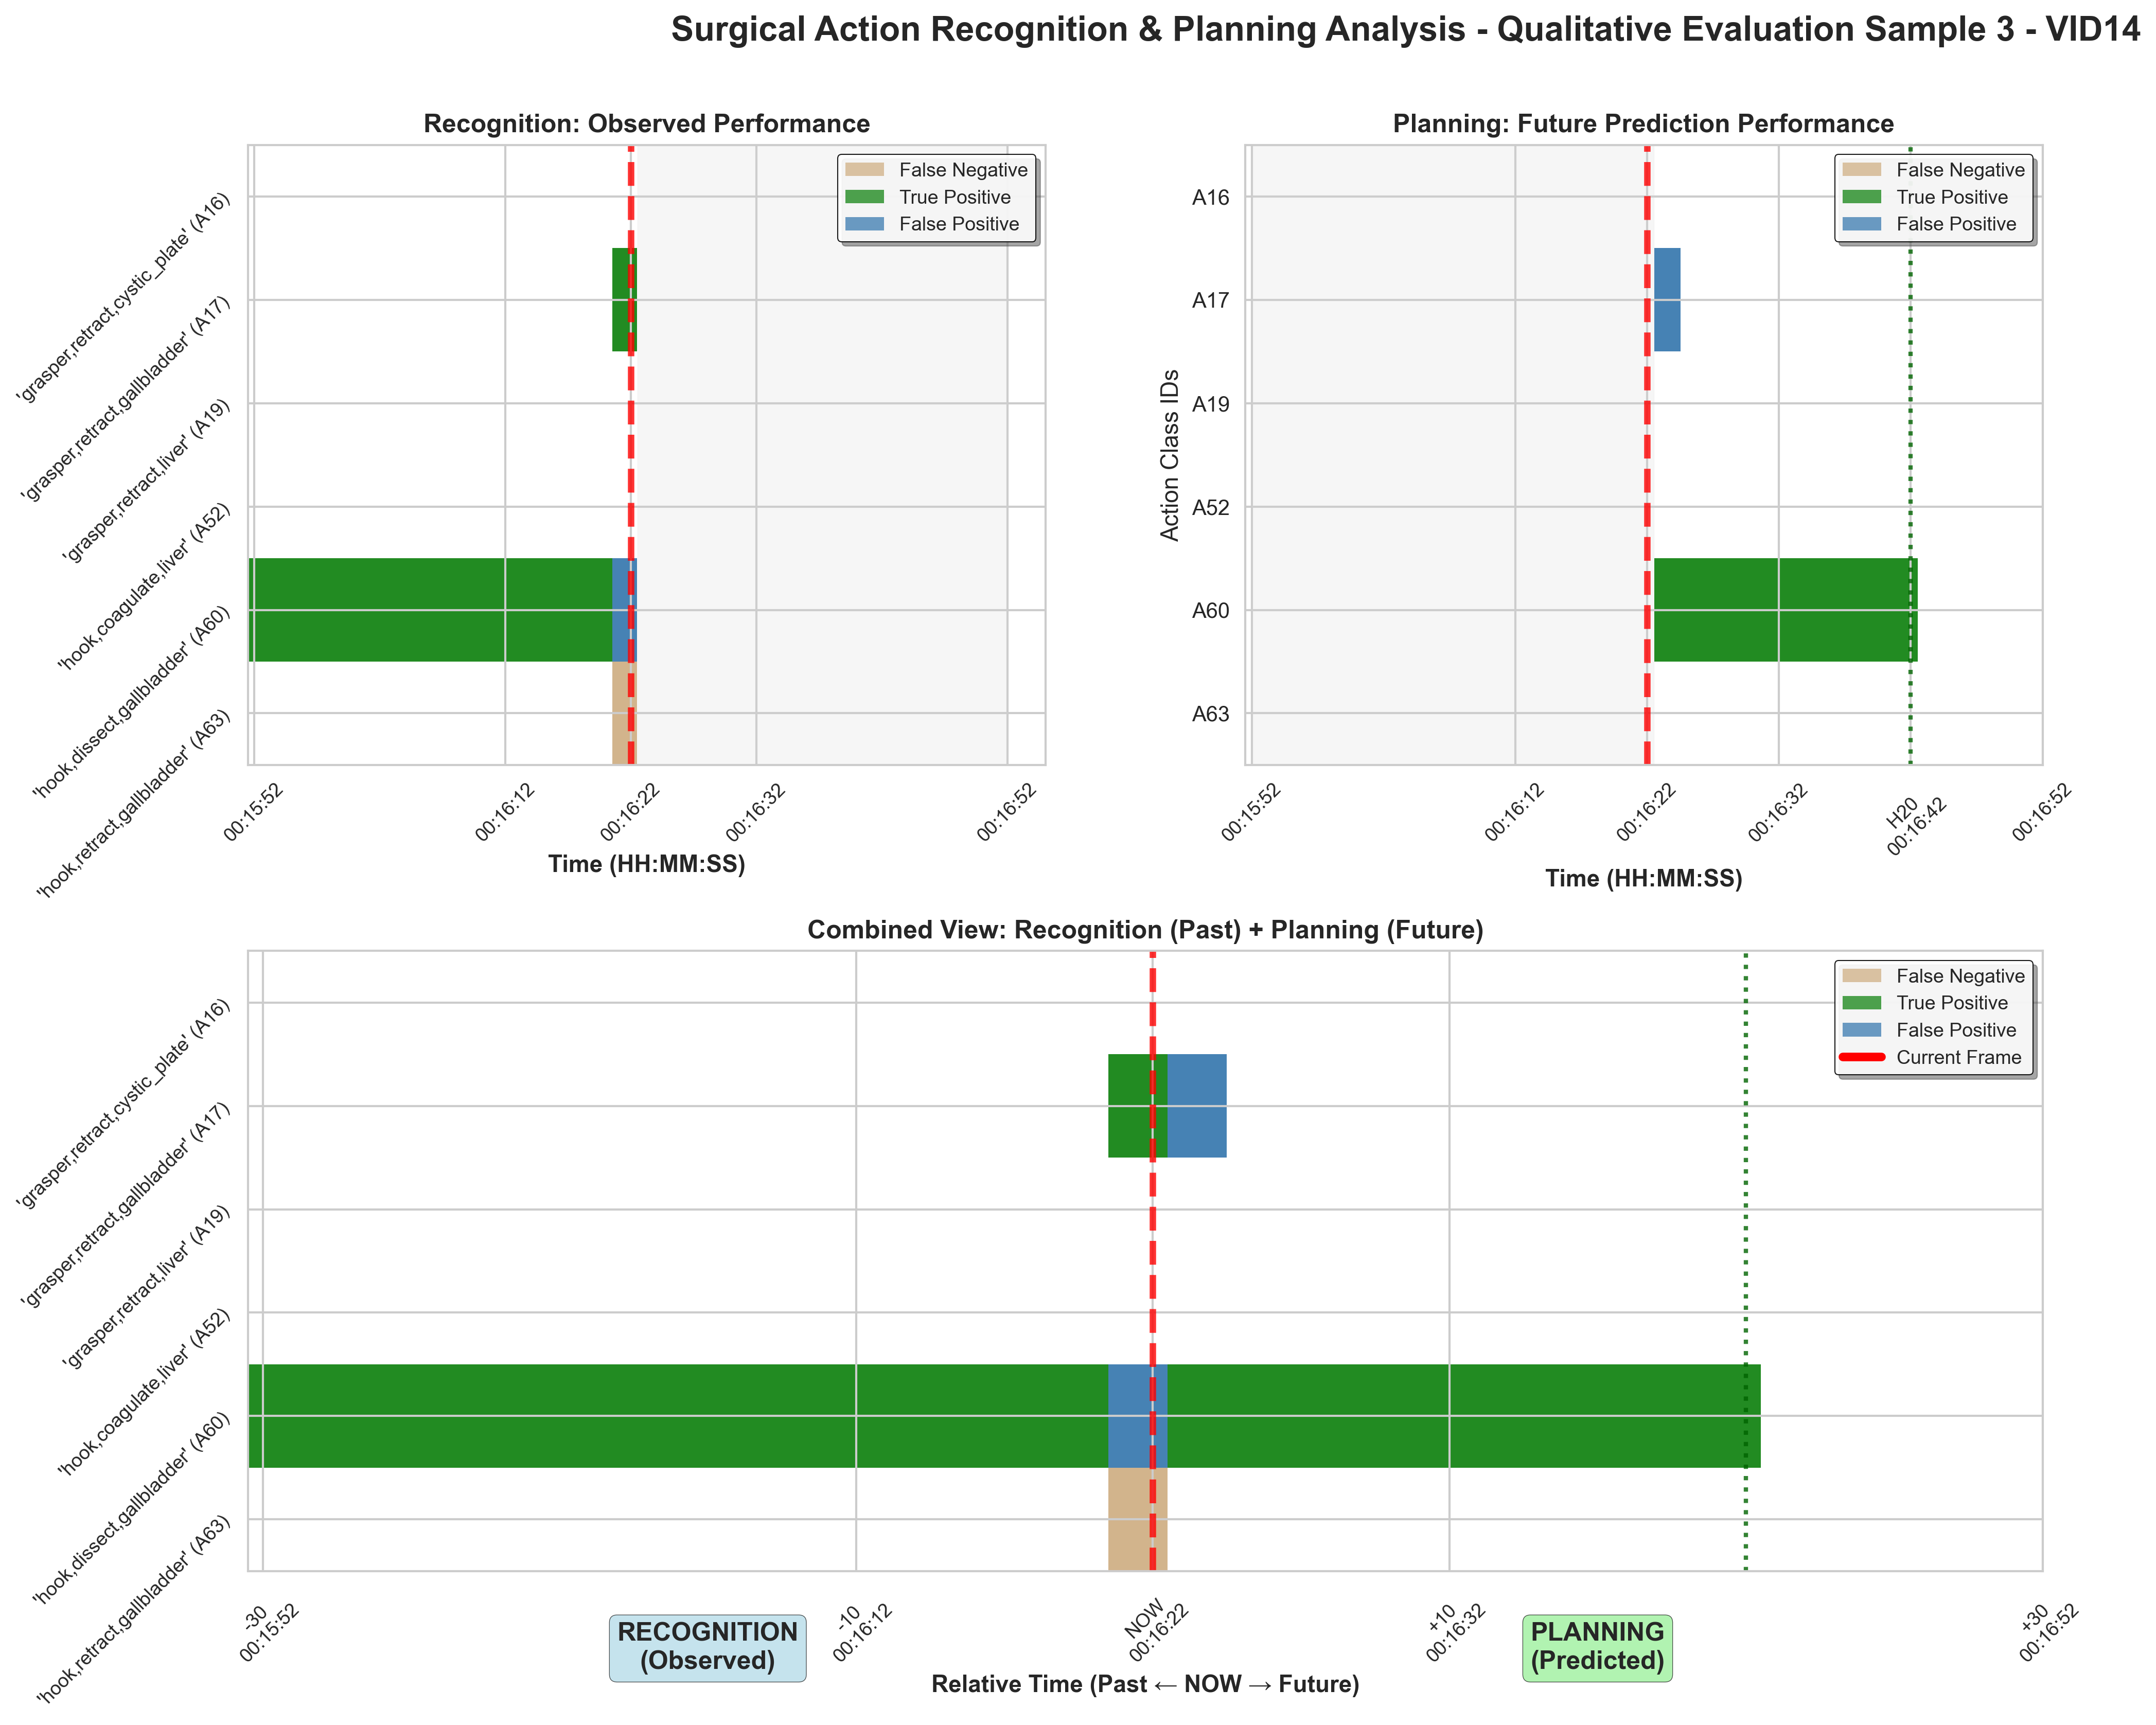 Surgical Action Recognition & Planning Analysis - Qualitative Evaluation Sample 3 - VID14
Recognition: Observed Performance
False Negative
True Positive
False Positive
'grasper,retract,cystic_plate' (A16)
'grasper,retract,gallbladder' (A17)
'grasper,retract,liver' (A19)
'hook,coagulate,liver' (A52)
'hook,dissect,gallbladder' (A60)
'hook,retract,gallbladder' (A63)
00:15:52
00:16:12
00:16:22
00:16:32
00:16:52
Time (HH:MM:SS)
Planning: Future Prediction Performance
False Negative
True Positive
False Positive
Action Class IDs
A16
A17
A19
A52
A60
A63
00:15:52
00:16:12
00:16:22
00:16:32
H20
00:16:42
00:16:52
Time (HH:MM:SS)
Combined View: Recognition (Past) + Planning (Future)
False Negative
True Positive
False Positive
Current Frame
'grasper,retract,cystic_plate' (A16)
'grasper,retract,gallbladder' (A17)
'grasper,retract,liver' (A19)
'hook,coagulate,liver' (A52)
'hook,dissect,gallbladder' (A60)
'hook,retract,gallbladder' (A63)
-30
00:15:52
-10
00:16:12
NOW
00:16:22
+10
00:16:32
+30
00:16:52
RECOGNITION
(Observed)
PLANNING
(Predicted)
Relative Time (Past ← NOW → Future)